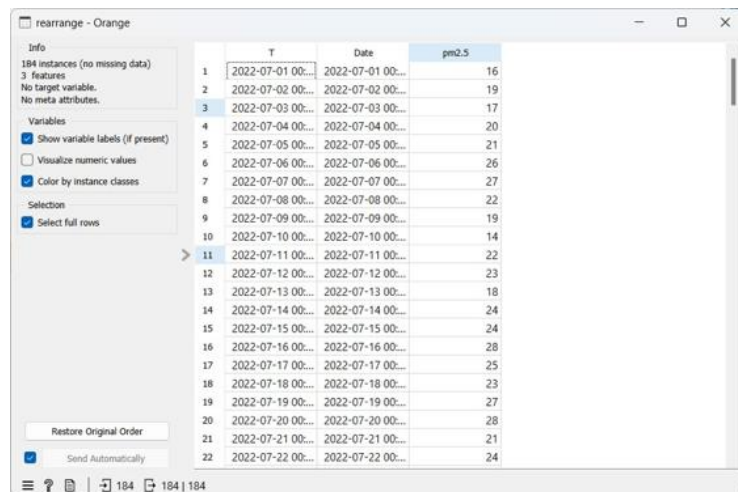 rearrange - Orange
Info
184 instances (no missing data)
3 features
No target variable.
No meta attributes.
Variables
Show variable labels (if present)
Visualize numeric values
Color by instance classes
Selection
Select full rows
Restore Original Order
Send Automatically
184 184 | 184
T Date pm2.5
1 2022-07-01 00:... 2022-07-01 00:... 16
2 2022-07-02 00:... 2022-07-02 00:... 19
3 2022-07-03 00:... 2022-07-03 00:... 17
4 2022-07-04 00:... 2022-07-04 00:... 20
5 2022-07-05 00:... 2022-07-05 00:... 21
6 2022-07-06 00:... 2022-07-06 00:... 26
7 2022-07-07 00:... 2022-07-07 00:... 27
8 2022-07-08 00:... 2022-07-08 00:... 22
9 2022-07-09 00:... 2022-07-09 00:... 19
10 2022-07-10 00:... 2022-07-10 00:... 14
11 2022-07-11 00:... 2022-07-11 00:... 22
12 2022-07-12 00:... 2022-07-12 00:... 23
13 2022-07-13 00:... 2022-07-13 00:... 18
14 2022-07-14 00:... 2022-07-14 00:... 24
15 2022-07-15 00:... 2022-07-15 00:... 24
16 2022-07-16 00:... 2022-07-16 00:... 28
17 2022-07-17 00:... 2022-07-17 00:... 25
18 2022-07-18 00:... 2022-07-18 00:... 23
19 2022-07-19 00:... 2022-07-19 00:... 27
20 2022-07-20 00:... 2022-07-20 00:... 28
21 2022-07-21 00:... 2022-07-21 00:... 21
22 2022-07-22 00:... 2022-07-22 00:... 24